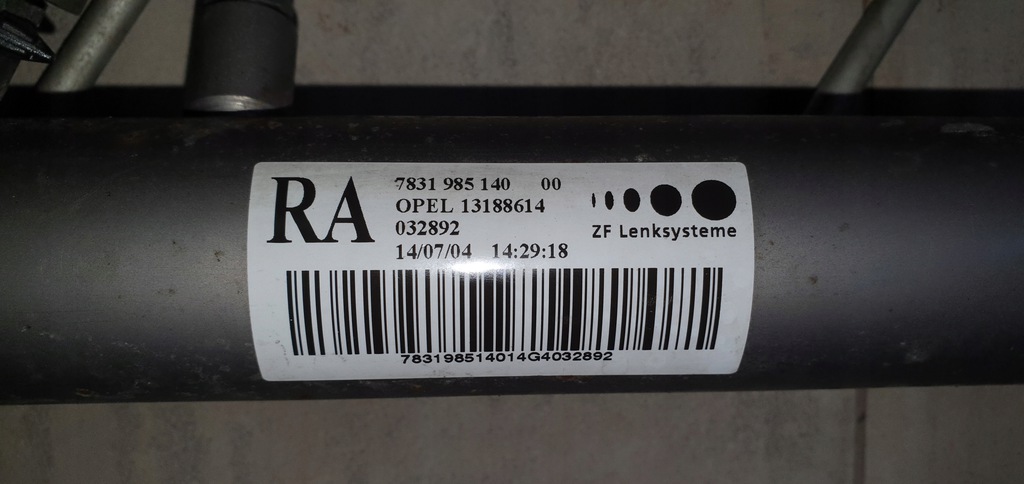 RA
7831 985 140 00
OPEL 13188614
032892
14/07/04 14:29:18
ZF Lenksysteme
783198514014G4032892